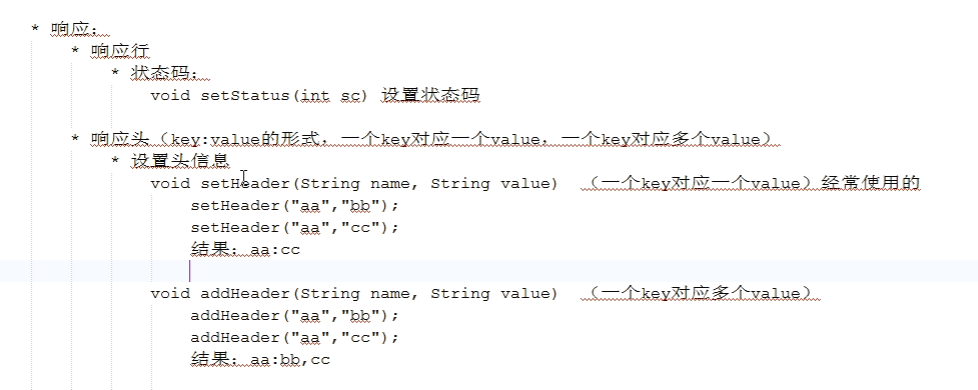 * 响应：
* 响应行
* 状态码：
void setStatus(int sc) 设置状态码
* 响应头（key:value的形式，一个key对应一个value，一个key对应多个value）
* 设置头信息
void setHeader(String name, String value) （一个key对应一个value）经常使用的
setHeader("aa","bb");
setHeader("aa","cc");
结果：aa:cc
void addHeader(String name, String value) （一个key对应多个value）
addHeader("aa","bb");
addHeader("aa","cc");
结果：aa:bb,cc